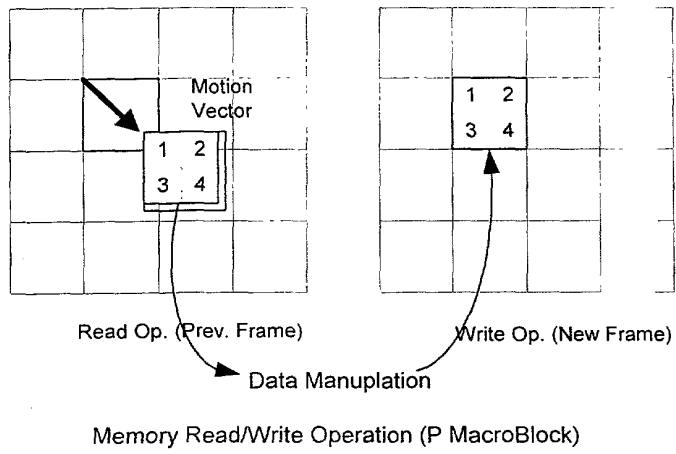 Motion
Vector
1 2
3 4
1 2
3 4
Read Op. (Prev. Frame)
Write Op. (New Frame)
Data Manuplation
Memory Read/Write Operation (P MacroBlock)